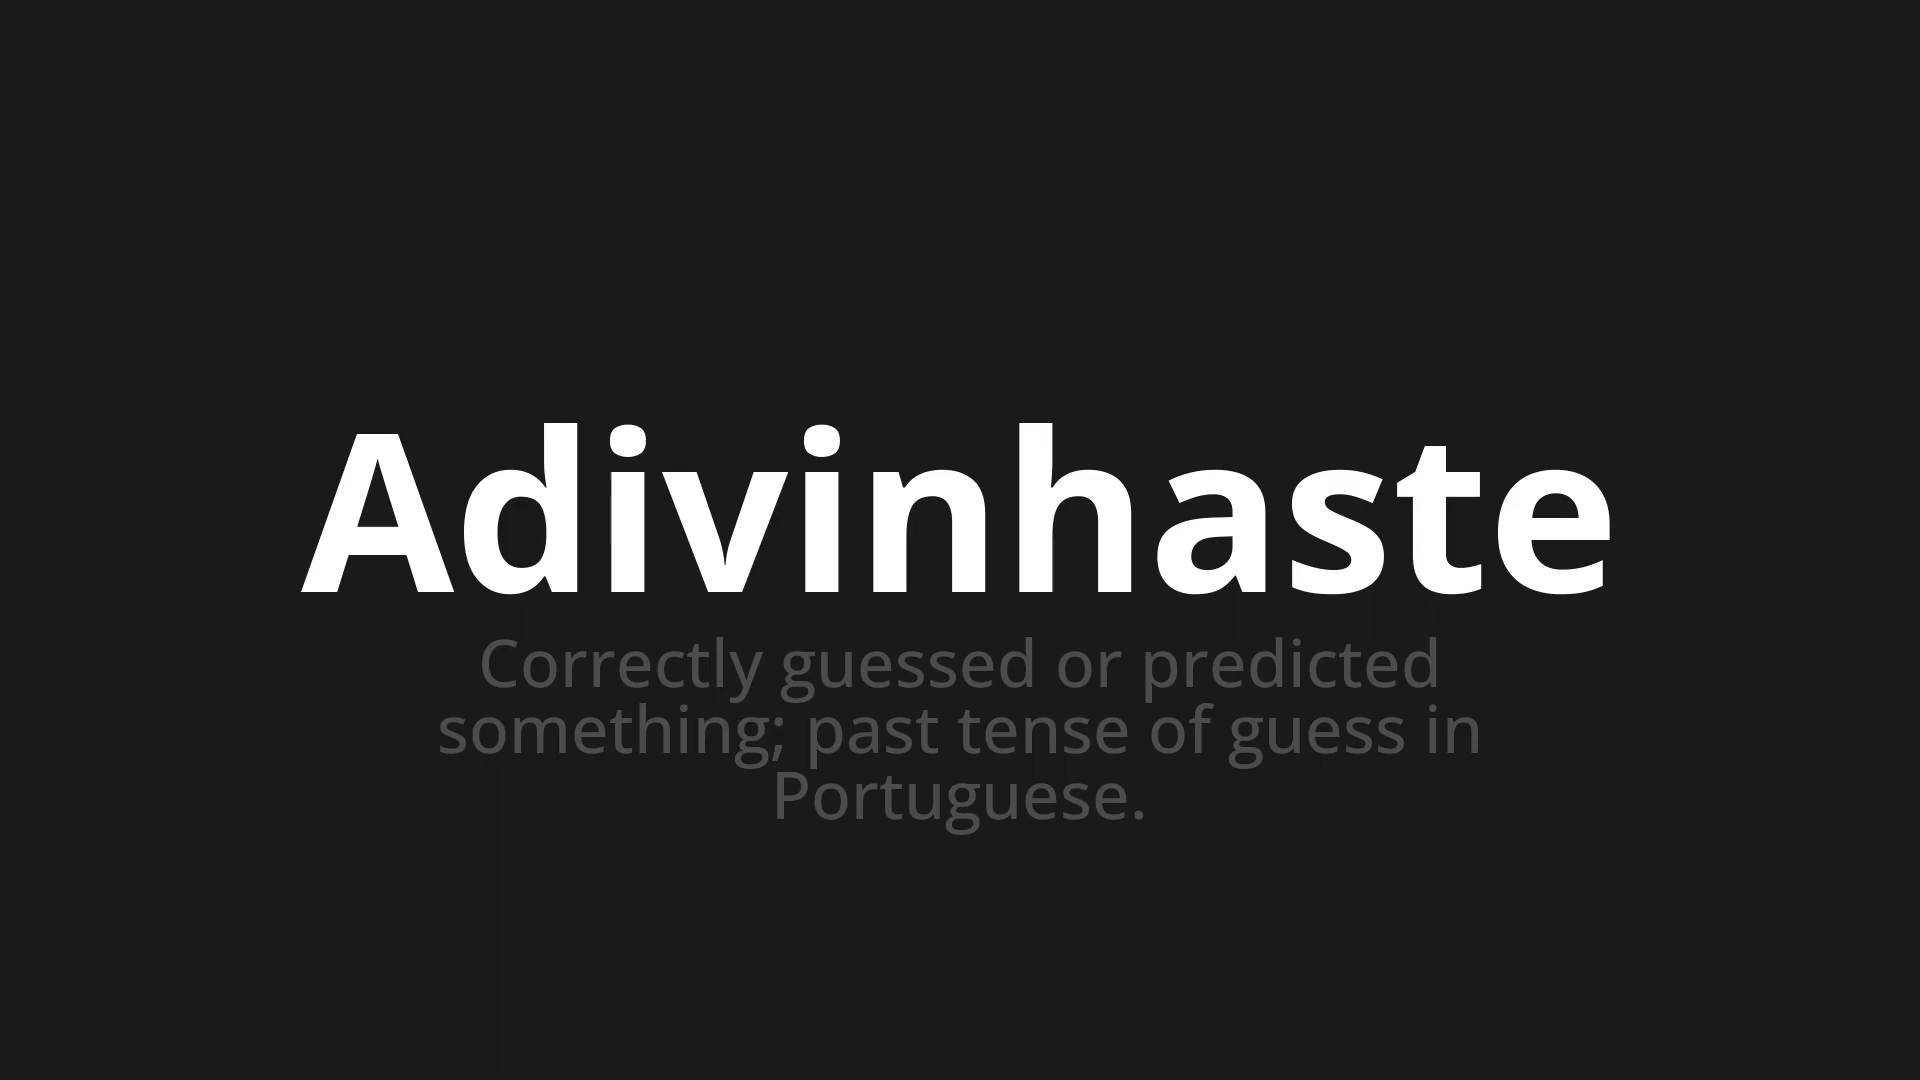 Adivinhaste
Correctly guessed or predicted
something; past tense of guess in
Portuguese.